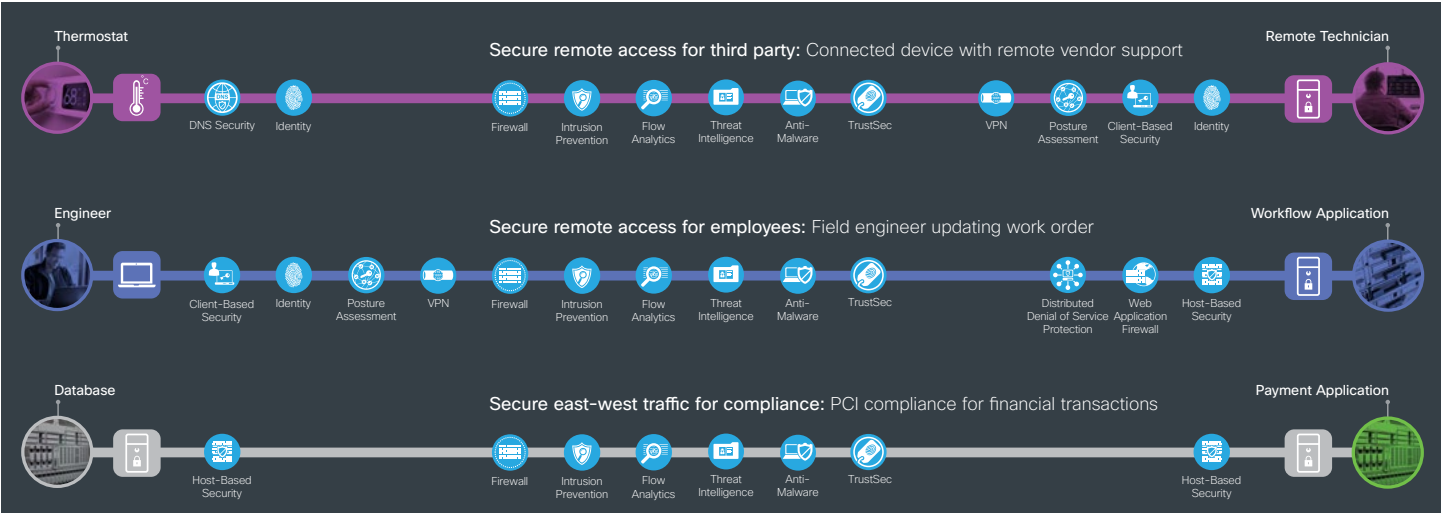 Thermostat
Secure remote access for third party: Connected device with remote vendor support
Remote Technician
68
°C
DNS
DNS Security
Identity
Firewall
Intrusion
Prevention
Flow
Analytics
Threat
Intelligence
Anti-
Malware
TrustSec
VPN
Posture
Assessment
Client-Based
Security
Identity
Engineer
Secure remote access for employees: Field engineer updating work order
Workflow Application
Client-Based
Security
Identity
Posture
Assessment
VPN
Firewall
Intrusion
Prevention
Flow
Analytics
Threat
Intelligence
Anti-
Malware
TrustSec
Distributed
Denial of Service
Protection
Web
Application
Firewall
Host-Based
Security
Database
Secure east-west traffic for compliance: PCI compliance for financial transactions
Payment Application
Host-Based
Security
Firewall
Intrusion
Prevention
Flow
Analytics
Threat
Intelligence
Anti-
Malware
TrustSec
Host-Based
Security